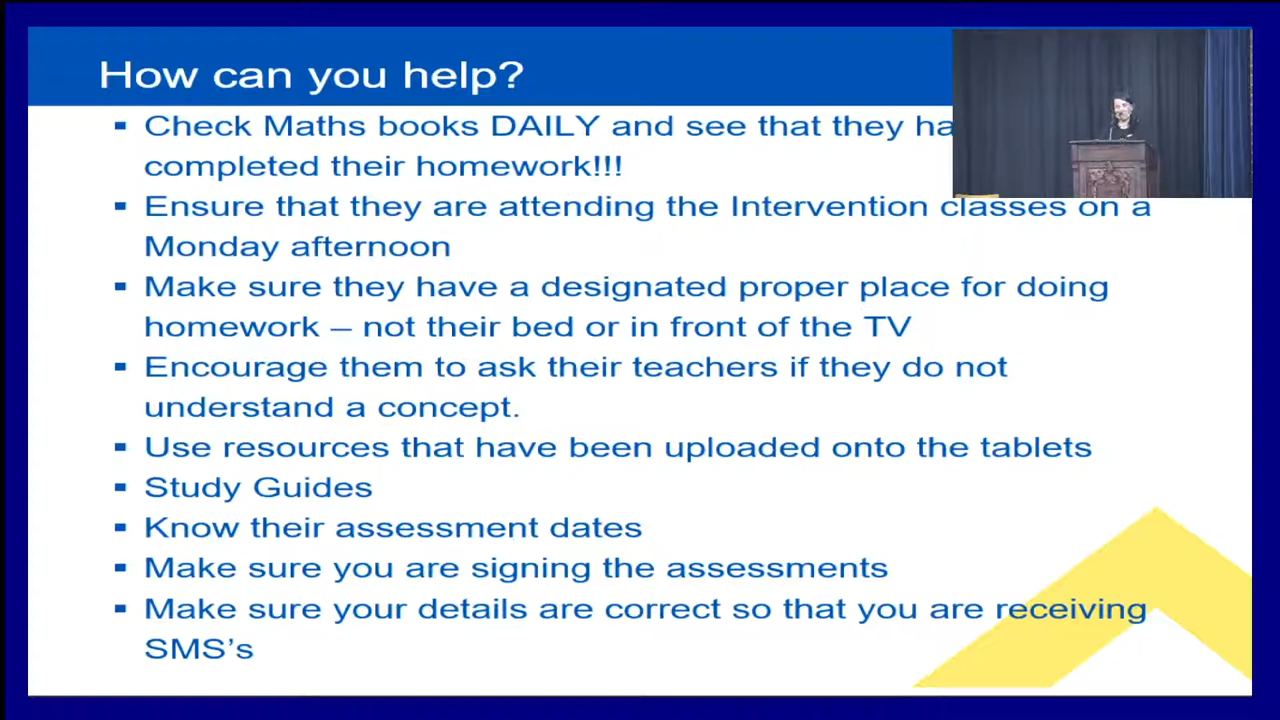 How can you help?
▪ Check Maths books DAILY and see that they
completed their homework!!!
▪ Ensure that they are attending the Intervention classes on a
Monday afternoon
▪ Make sure they have a designated proper place for doing
homework – not their bed or in front of the TV
▪ Encourage them to ask their teachers if they do not
understand a concept.
▪ Use resources that have been uploaded onto the tablets
▪ Study Guides
▪ Know their assessment dates
▪ Make sure you are signing the assessments
▪ Make sure your details are correct so that you are receiving
SMS’s